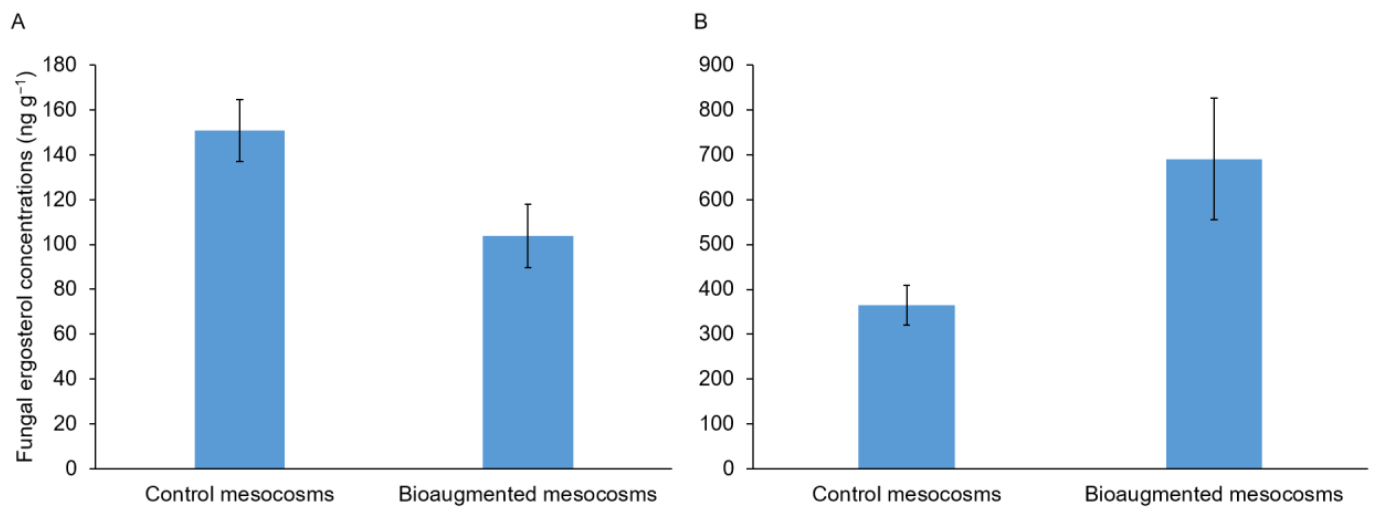 A
B
Fungal ergosterol concentrations (ng g⁻¹)
180
160
140
120
100
80
60
40
20
0
Control mesocosms
Bioaugmented mesocosms
900
800
700
600
500
400
300
200
100
0
Control mesocosms
Bioaugmented mesocosms